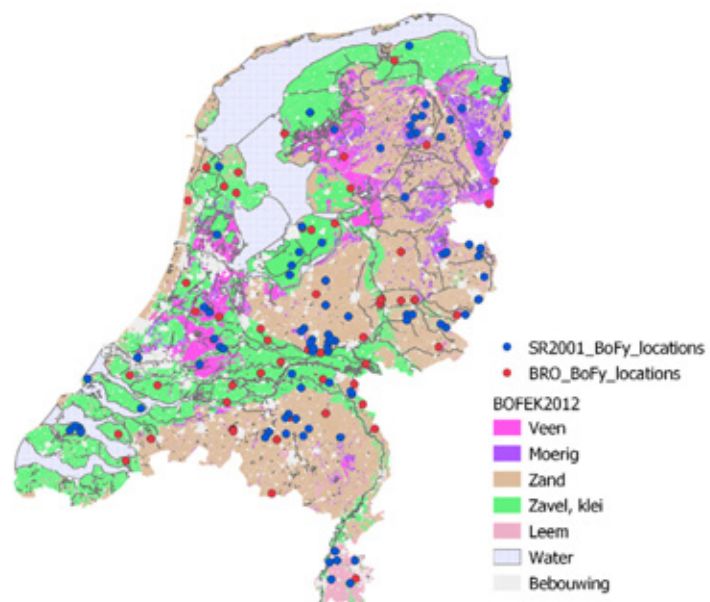 SR2001_BoFy_locations
BRO_BoFy_locations
BOFEK2012
Veen
Moerig
Zand
Zavel, klei
Leem
Water
Bebouwing